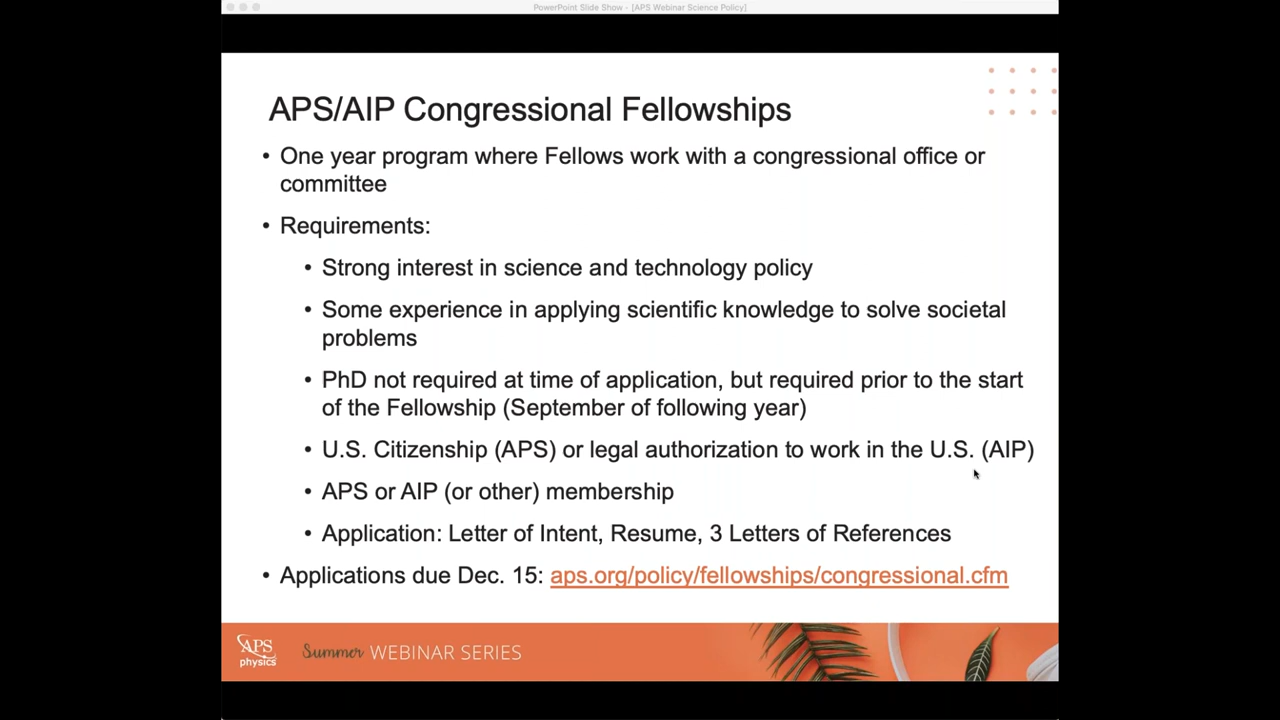 PowerPoint Slide Show - [APS Webinar Science Policy]
APS/AIP Congressional Fellowships
• One year program where Fellows work with a congressional office or
committee
• Requirements:
• Strong interest in science and technology policy
• Some experience in applying scientific knowledge to solve societal
problems
• PhD not required at time of application, but required prior to the start
of the Fellowship (September of following year)
• U.S. Citizenship (APS) or legal authorization to work in the U.S. (AIP)
• APS or AIP (or other) membership
• Application: Letter of Intent, Resume, 3 Letters of References
• Applications due Dec. 15: aps.org/policy/fellowships/congressional.cfm
APS
physics
Summer WEBINAR SERIES